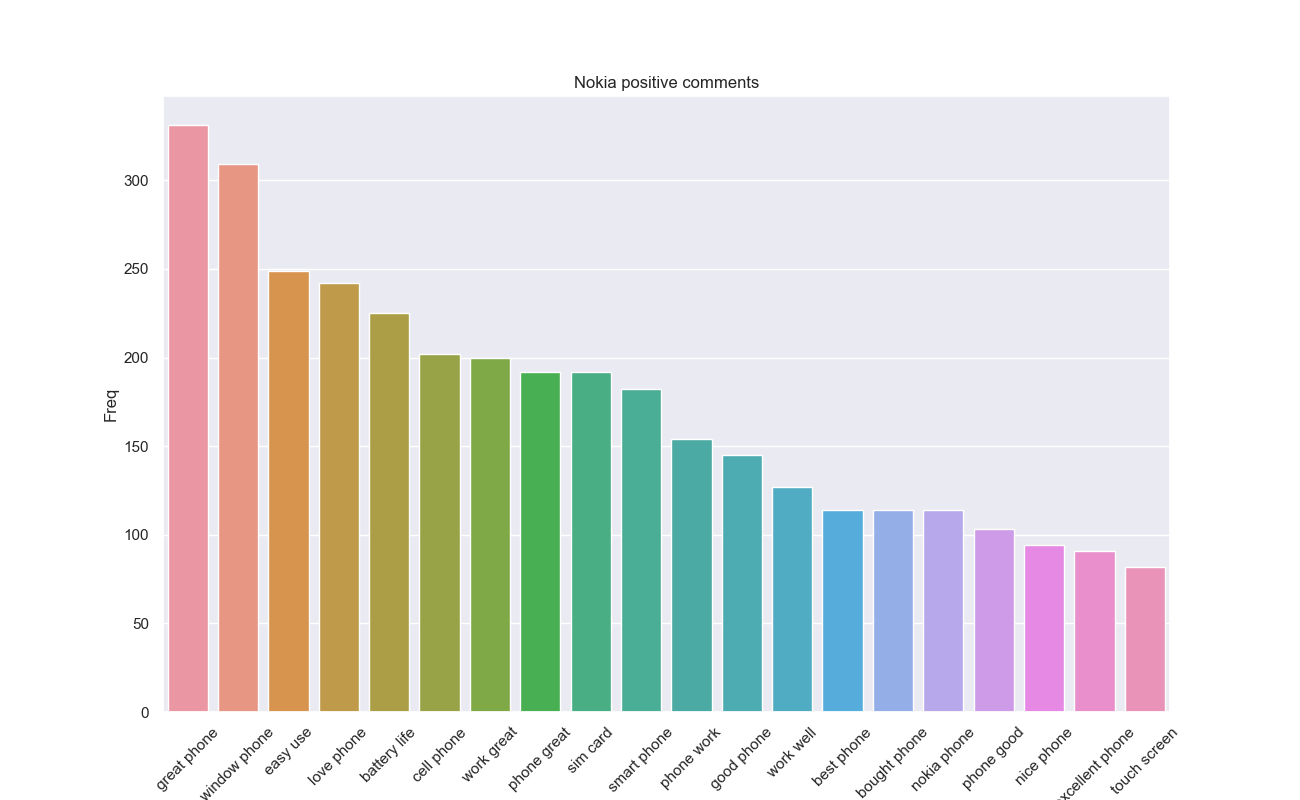 Nokia positive comments
Freq
300
250
200
150
100
50
0
great phone
window phone
easy use
love phone
battery life
cell phone
work great
phone great
sim card
smart phone
phone work
good phone
work well
best phone
bought phone
nokia phone
phone good
nice phone
xcellent phone
touch screen